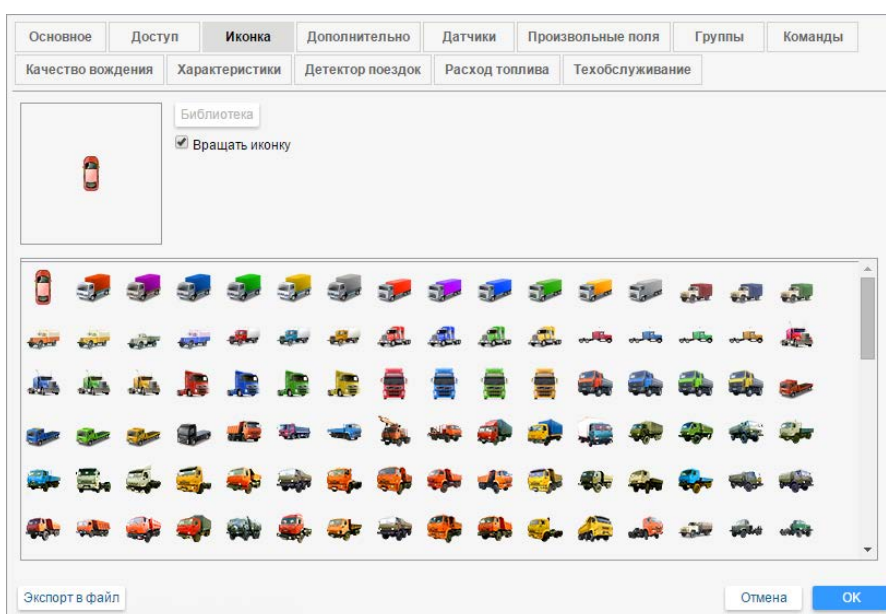 Основное Доступ Иконка Дополнительно Датчики Произвольные поля Группы Команды
Качество вождения Характеристики Детектор поездок Расход топлива Техобслуживание
Библиотека
Вращать иконку
Экспорт в файл Отмена OK